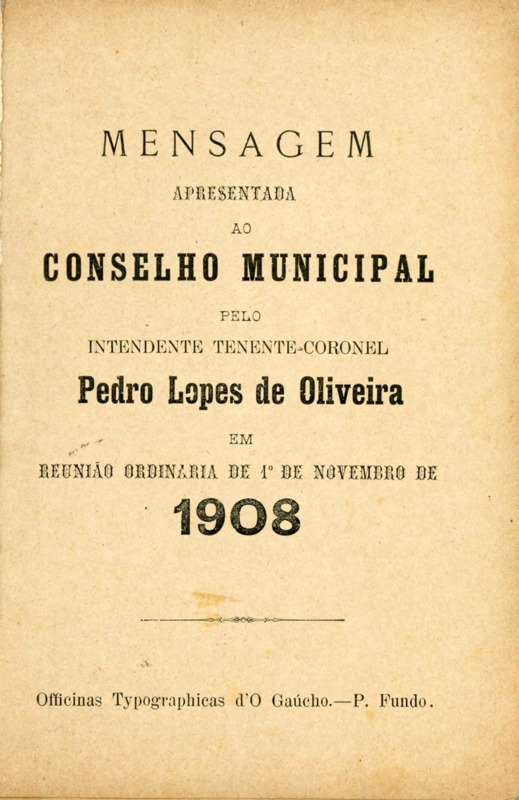 MENSAGEM
APRESENTADA
AO
CONSELHO MUNICIPAL
PELO
INTENDENTE TENENTE-CORONEL
Pedro Lopes de Oliveira
EM
REUNIÃO ORDINARIA DE 1º DE NOVEMBRO DE
1908
Officinas Typographicas d'O Gaúcho.—P. Fundo.